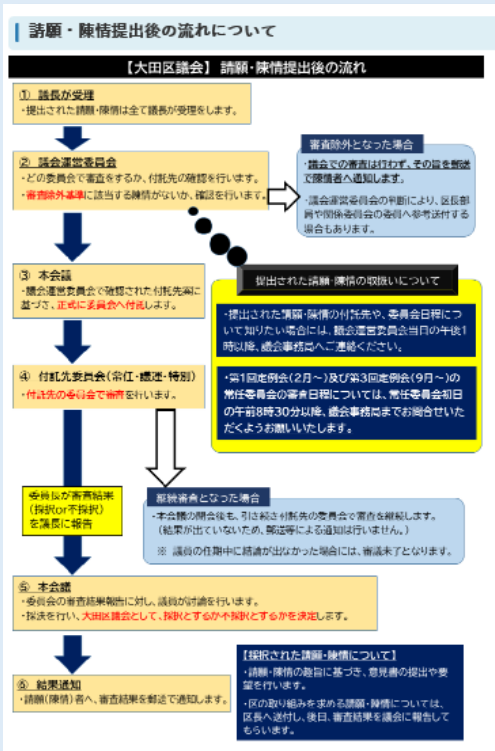 請願・陳情提出後の流れについて
【大田区議会】 請願・陳情提出後の流れ
① 議長が受理
・提出された請願・陳情は全て議長が受理をします。
② 議会運営委員会
・どの委員会で審査をするか、付託先の確認を行います。
・審査除外基準に該当する陳情がないか、確認を行います。
審査除外となった場合
・議会での審査は行わず、その旨を郵送
で陳情者へ通知します。
・議会運営委員会の判断により、区長部
局や関係委員会の委員へ参考送付する
場合もあります。
③ 本会議
・議会運営委員会で確認された付託先案に
基づき、正式に委員会へ付託します。
提出された請願・陳情の取扱いについて
・提出された請願・陳情の付託先や、委員会日程につ
いて知りたい場合には、議会運営委員会当日の午後1
時以降、議会事務局へご連絡ください。
・第1回定例会(2月～)及び第3回定例会(9月～)の
常任委員会の審査日程については、常任委員会初日
の午前8時30分以降、議会事務局までお問合せいた
だくようお願いいたします。
④ 付託先委員会(常任・議運・特別)
・付託先の委員会で審査を行います。
委員長が審査結果
(採択or不採択)
を議長に報告
継続審査となった場合
・本会議の閉会後も、引き続き付託先の委員会で審査を継続します。
(結果が出ていないため、郵送等による通知は行いません。)
※ 議員の任期中に結論が出なかった場合には、審議未了となります。
⑤ 本会議
・委員会の審査結果報告に対し、議員が討論を行います。
・採決を行い、大田区議会として、採択とするか不採択とするかを決定します。
⑥ 結果通知
・請願(陳情)者へ、審査結果を郵送で通知します。
【採択された請願・陳情について】
・請願・陳情の趣旨に基づき、意見書の提出や要
望を行います。
・区の取り組みを求める請願・陳情については、
区長へ送付し、後日、審査結果を議会に報告して
もらいます。